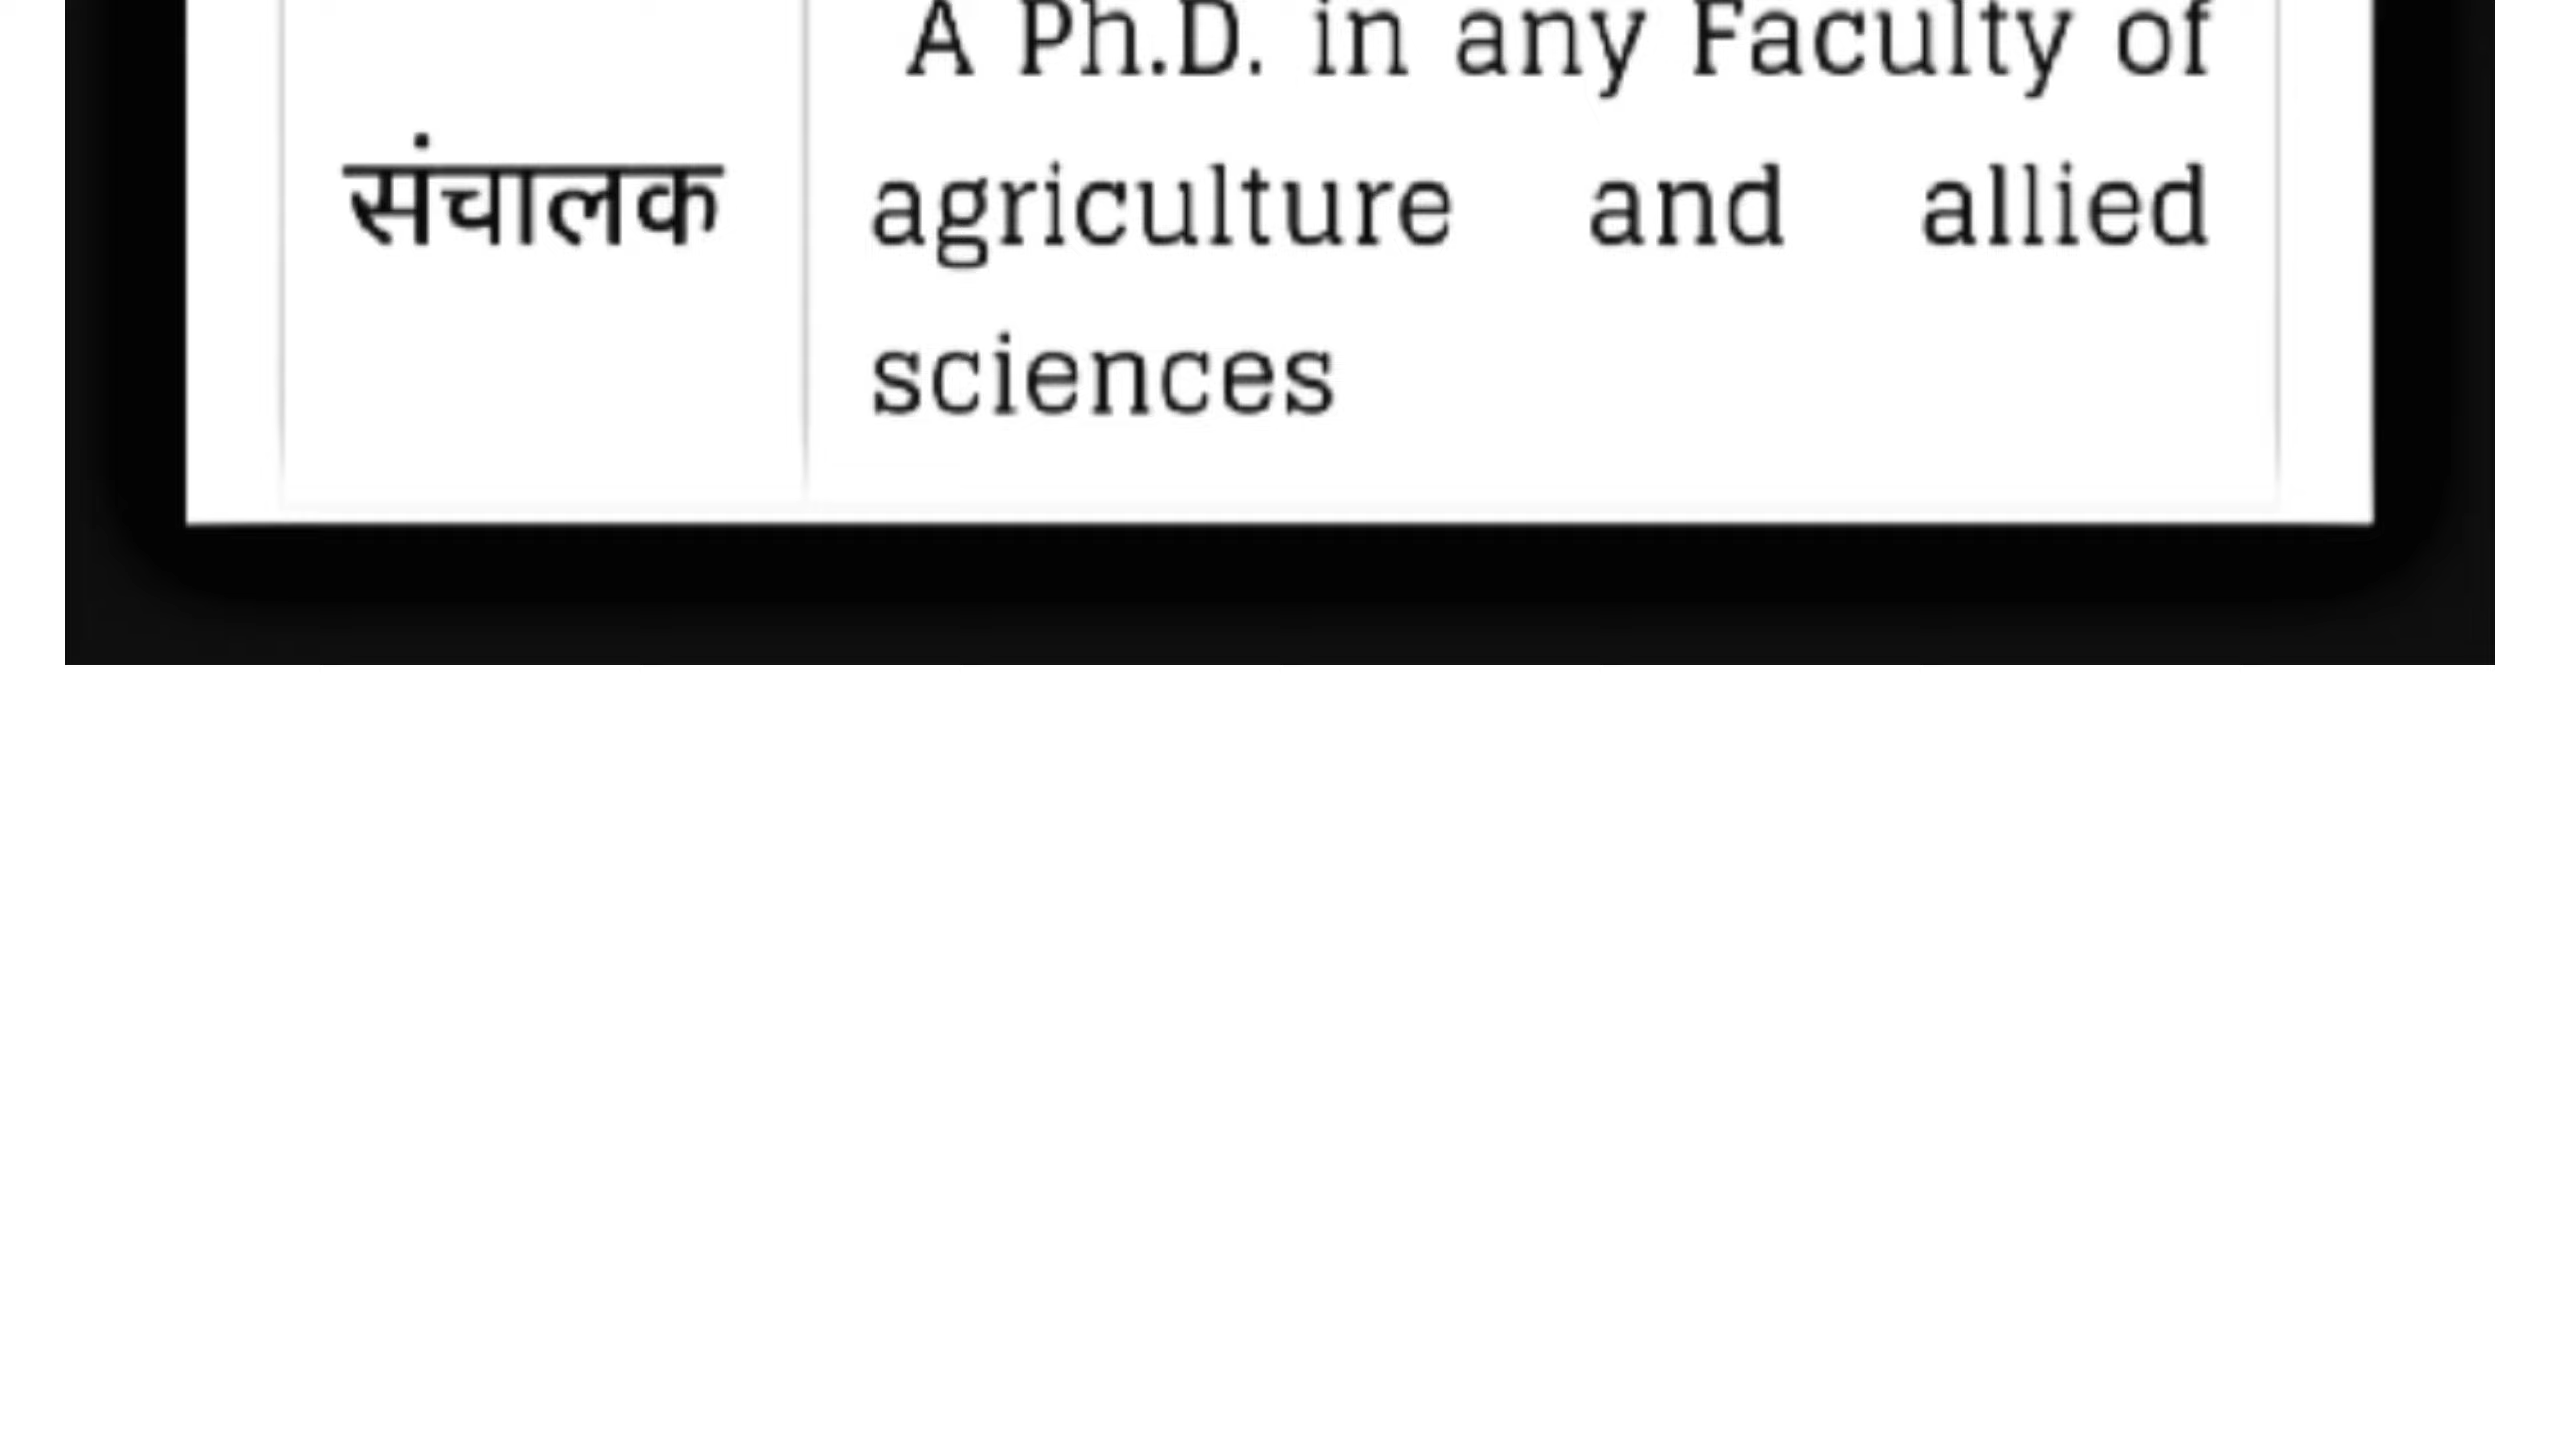 A Ph.D. in any Faculty of
संचालक agriculture and allied
sciences